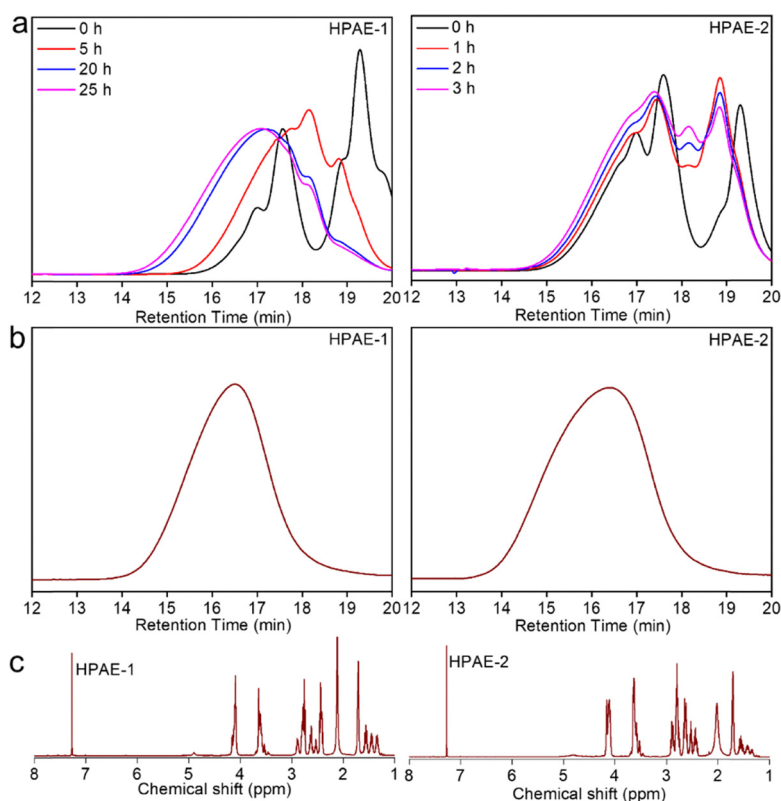 a
0 h
5 h
20 h
25 h
HPAE-1
12 13 14 15 16 17 18 19 20
Retention Time (min)
0 h
1 h
2 h
3 h
HPAE-2
12 13 14 15 16 17 18 19 20
Retention Time (min)
b
HPAE-1
12 13 14 15 16 17 18 19 20
Retention Time (min)
HPAE-2
12 13 14 15 16 17 18 19 20
Retention Time (min)
c
HPAE-1
8 7 6 5 4 3 2 1
Chemical shift (ppm)
HPAE-2
8 7 6 5 4 3 2 1
Chemical shift (ppm)